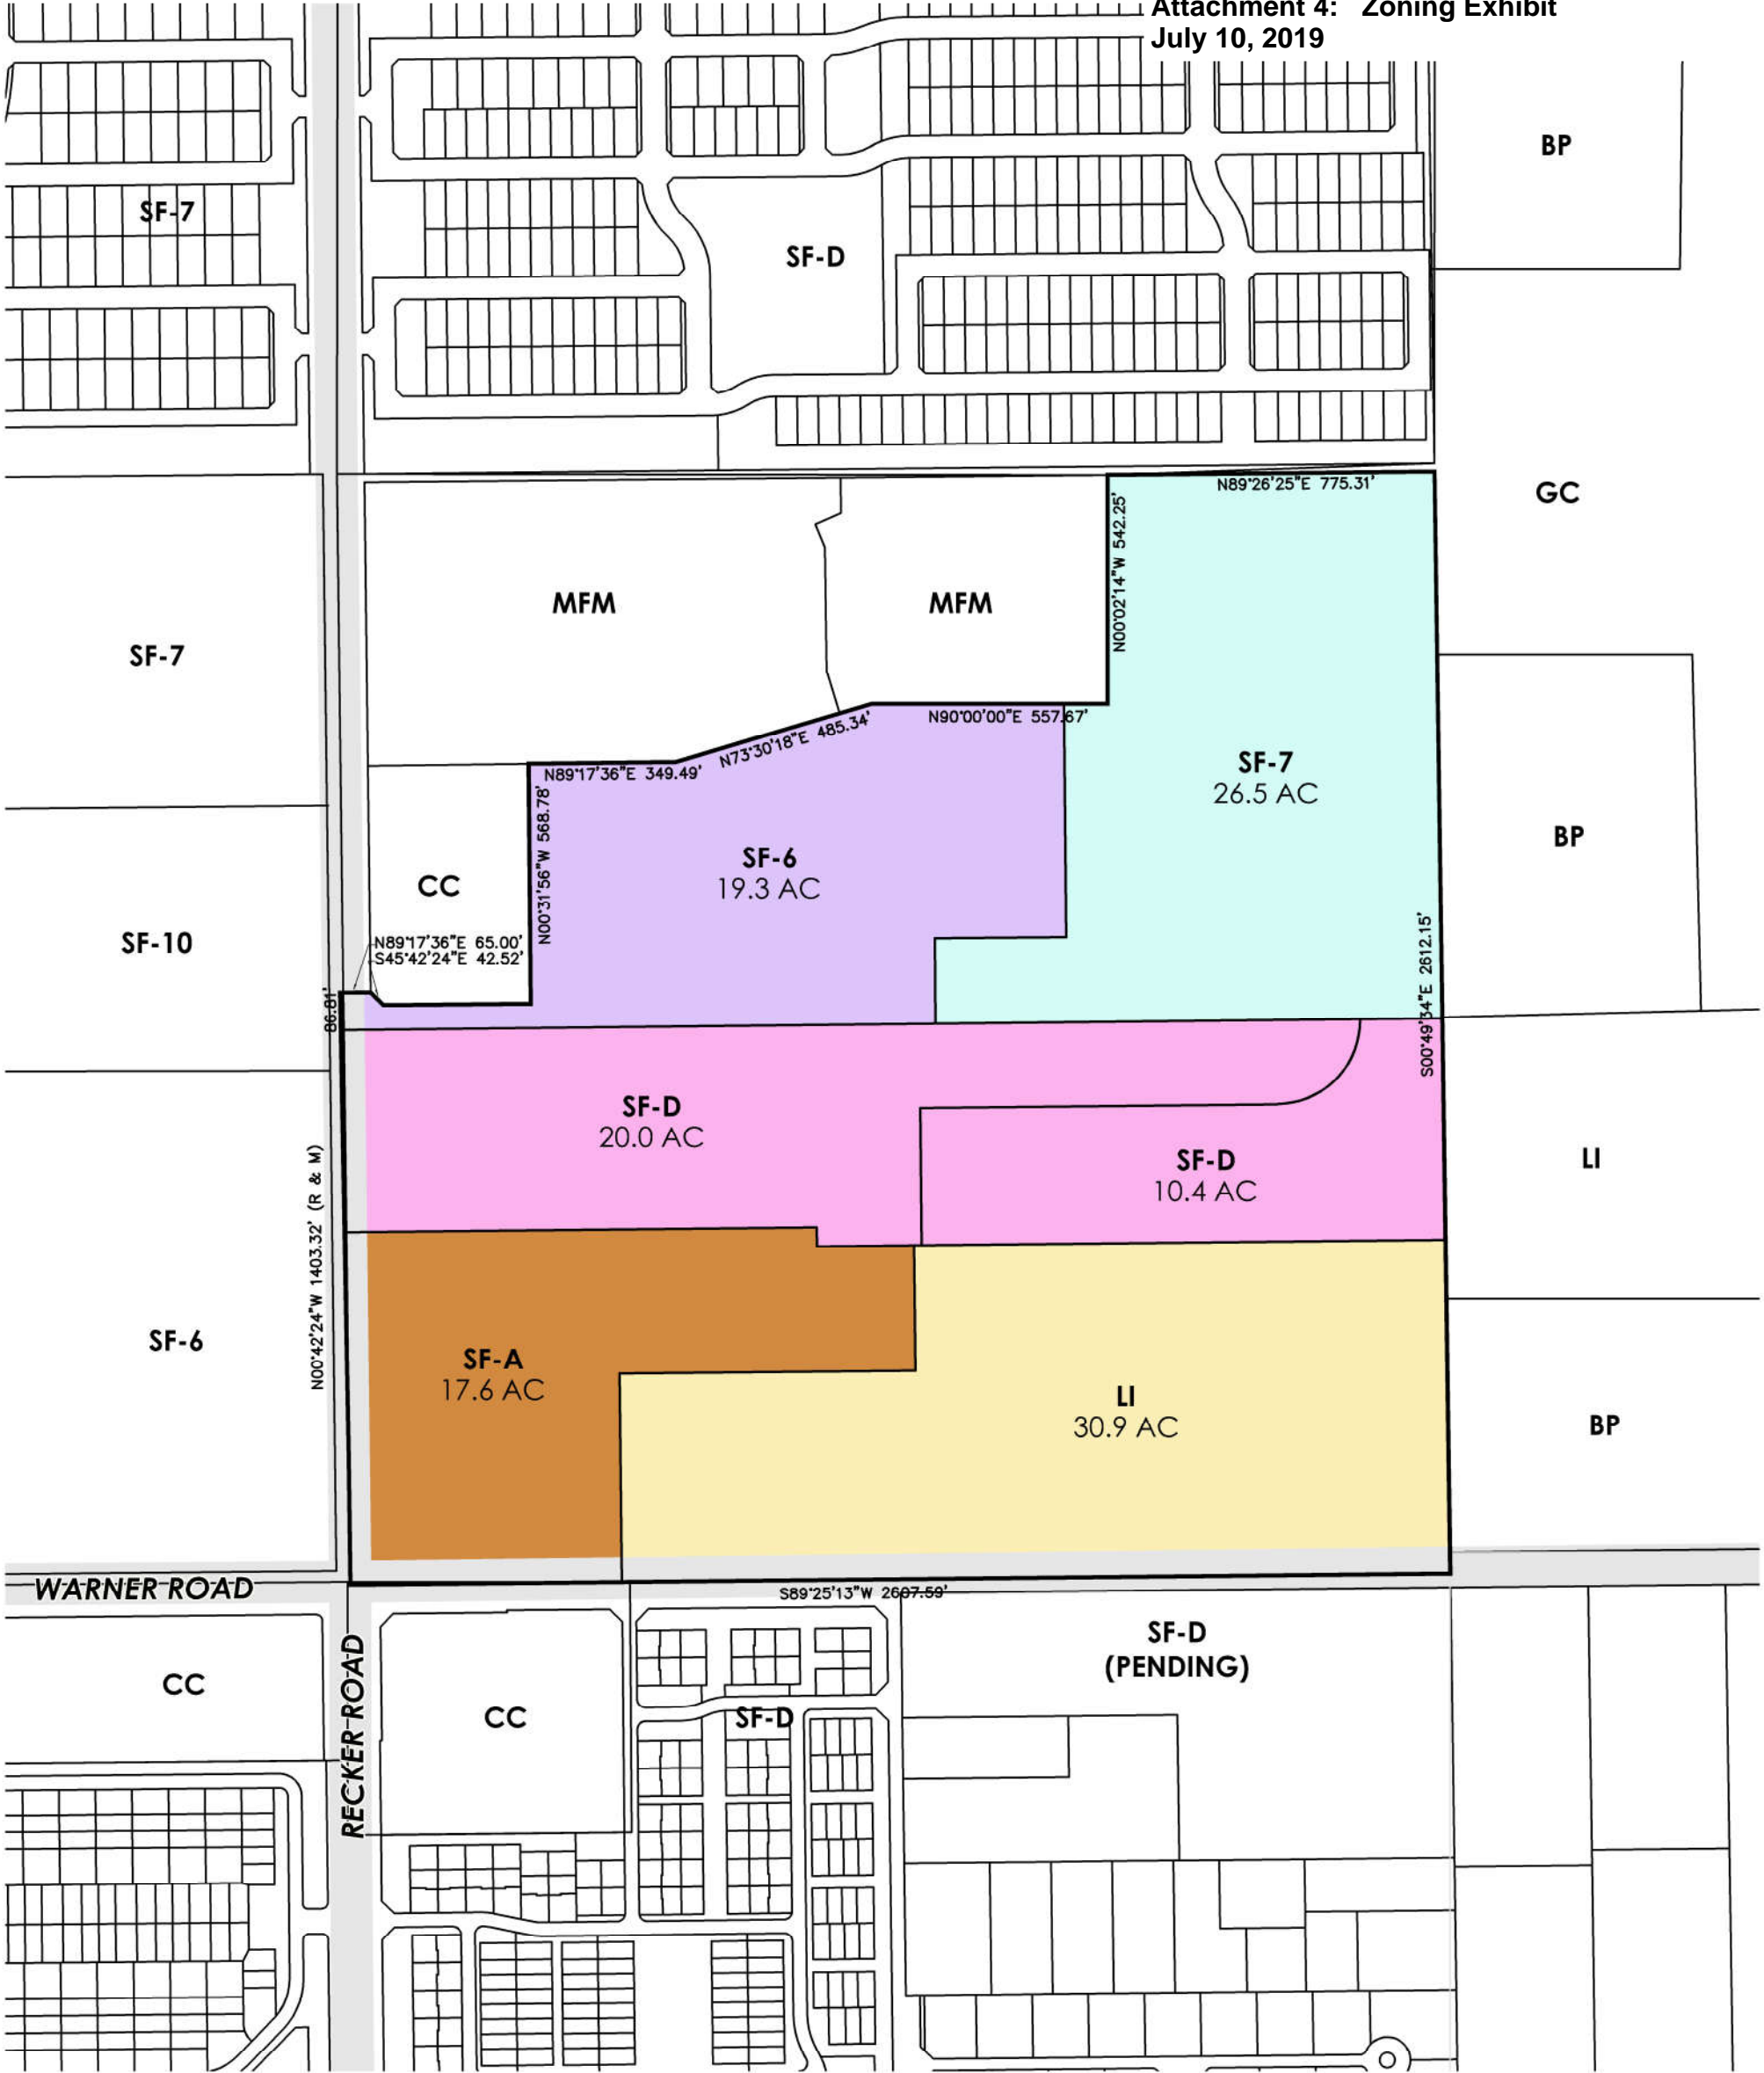 Attachment 4: Zoning Exhibit
July 10, 2019
BP
SF-7
SF-D
N89°26'25"E 775.31'
GC
N00°02'14"W 542.25'
MFM
MFM
SF-7
N90°00'00"E 557.67'
N73°30'18"E 485.34'
N89°17'36"E 349.49'
SF-7
26.5 AC
N00°31'56"W 568.78'
BP
SF-6
19.3 AC
CC
SF-10
N89°17'36"E 65.00'
S45°42'24"E 42.52'
86.81'
S00°49'34"E 2612.15'
SF-D
20.0 AC
SF-D
10.4 AC
LI
N00°42'24"W 1403.32' (R & M)
SF-6
SF-A
17.6 AC
LI
30.9 AC
BP
WARNER ROAD
S89°25'13"W 2607.59'
SF-D
(PENDING)
RECKER ROAD
CC
CC
SF-D